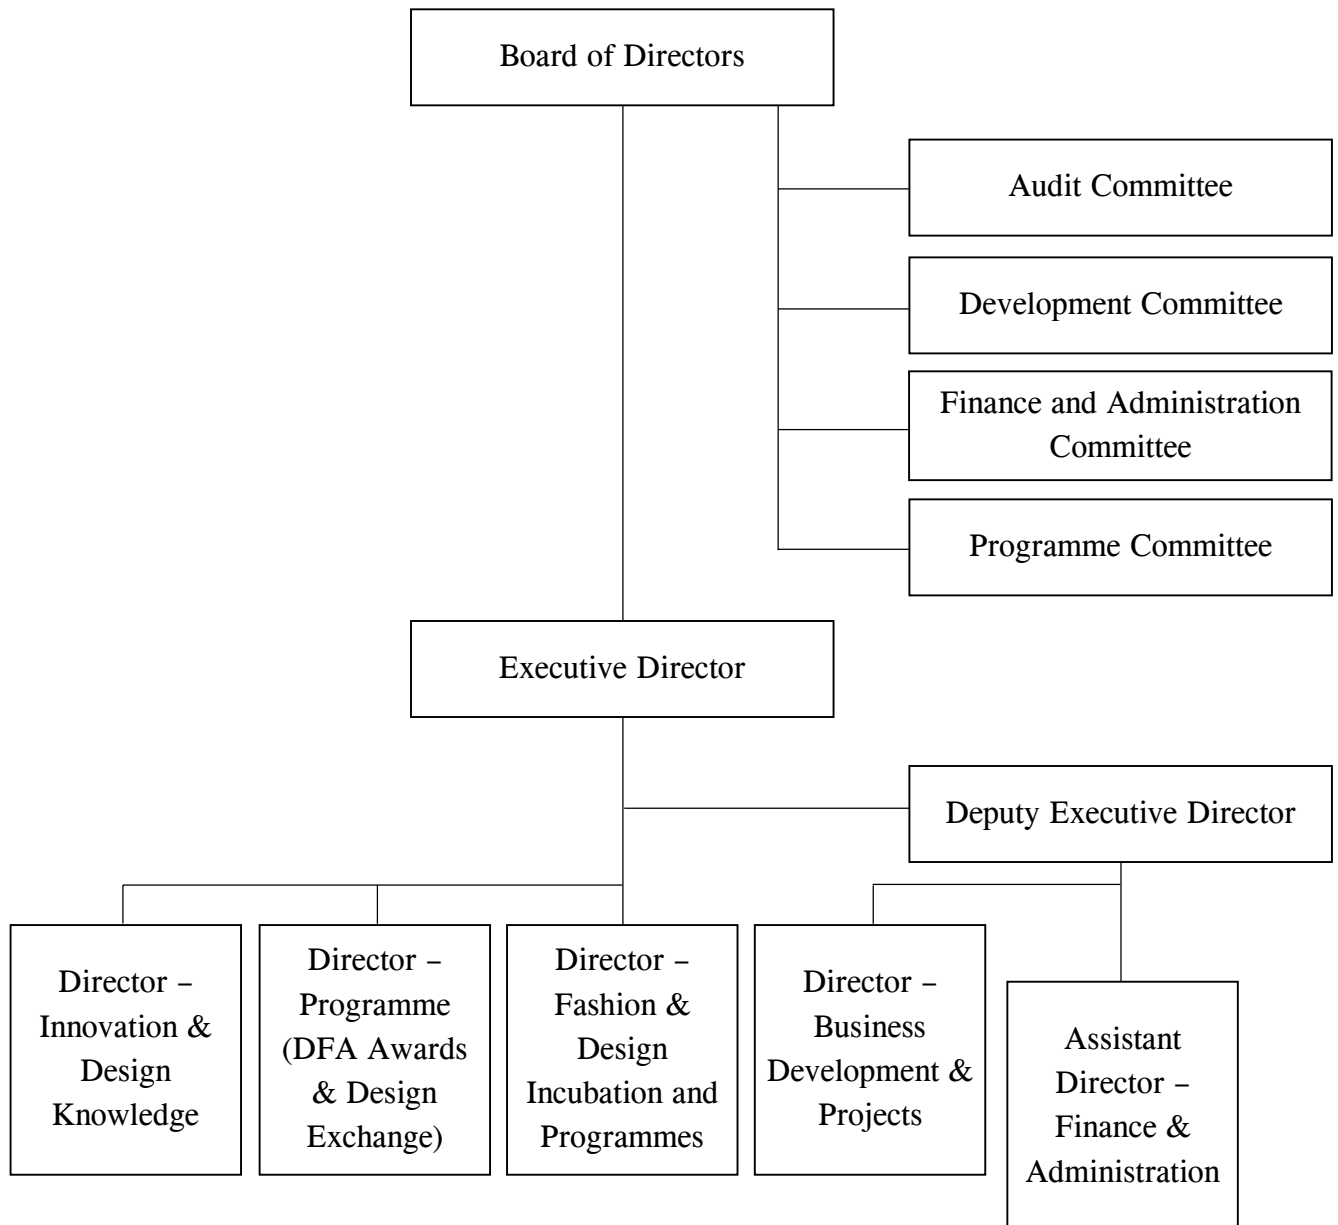 Board of Directors
Audit Committee
Development Committee
Finance and Administration
Committee
Programme Committee
Executive Director
Deputy Executive Director
Director –
Innovation &
Design
Knowledge
Director –
Programme
(DFA Awards
& Design
Exchange)
Director –
Fashion &
Design
Incubation and
Programmes
Director –
Business
Development &
Projects
Assistant
Director –
Finance &
Administration